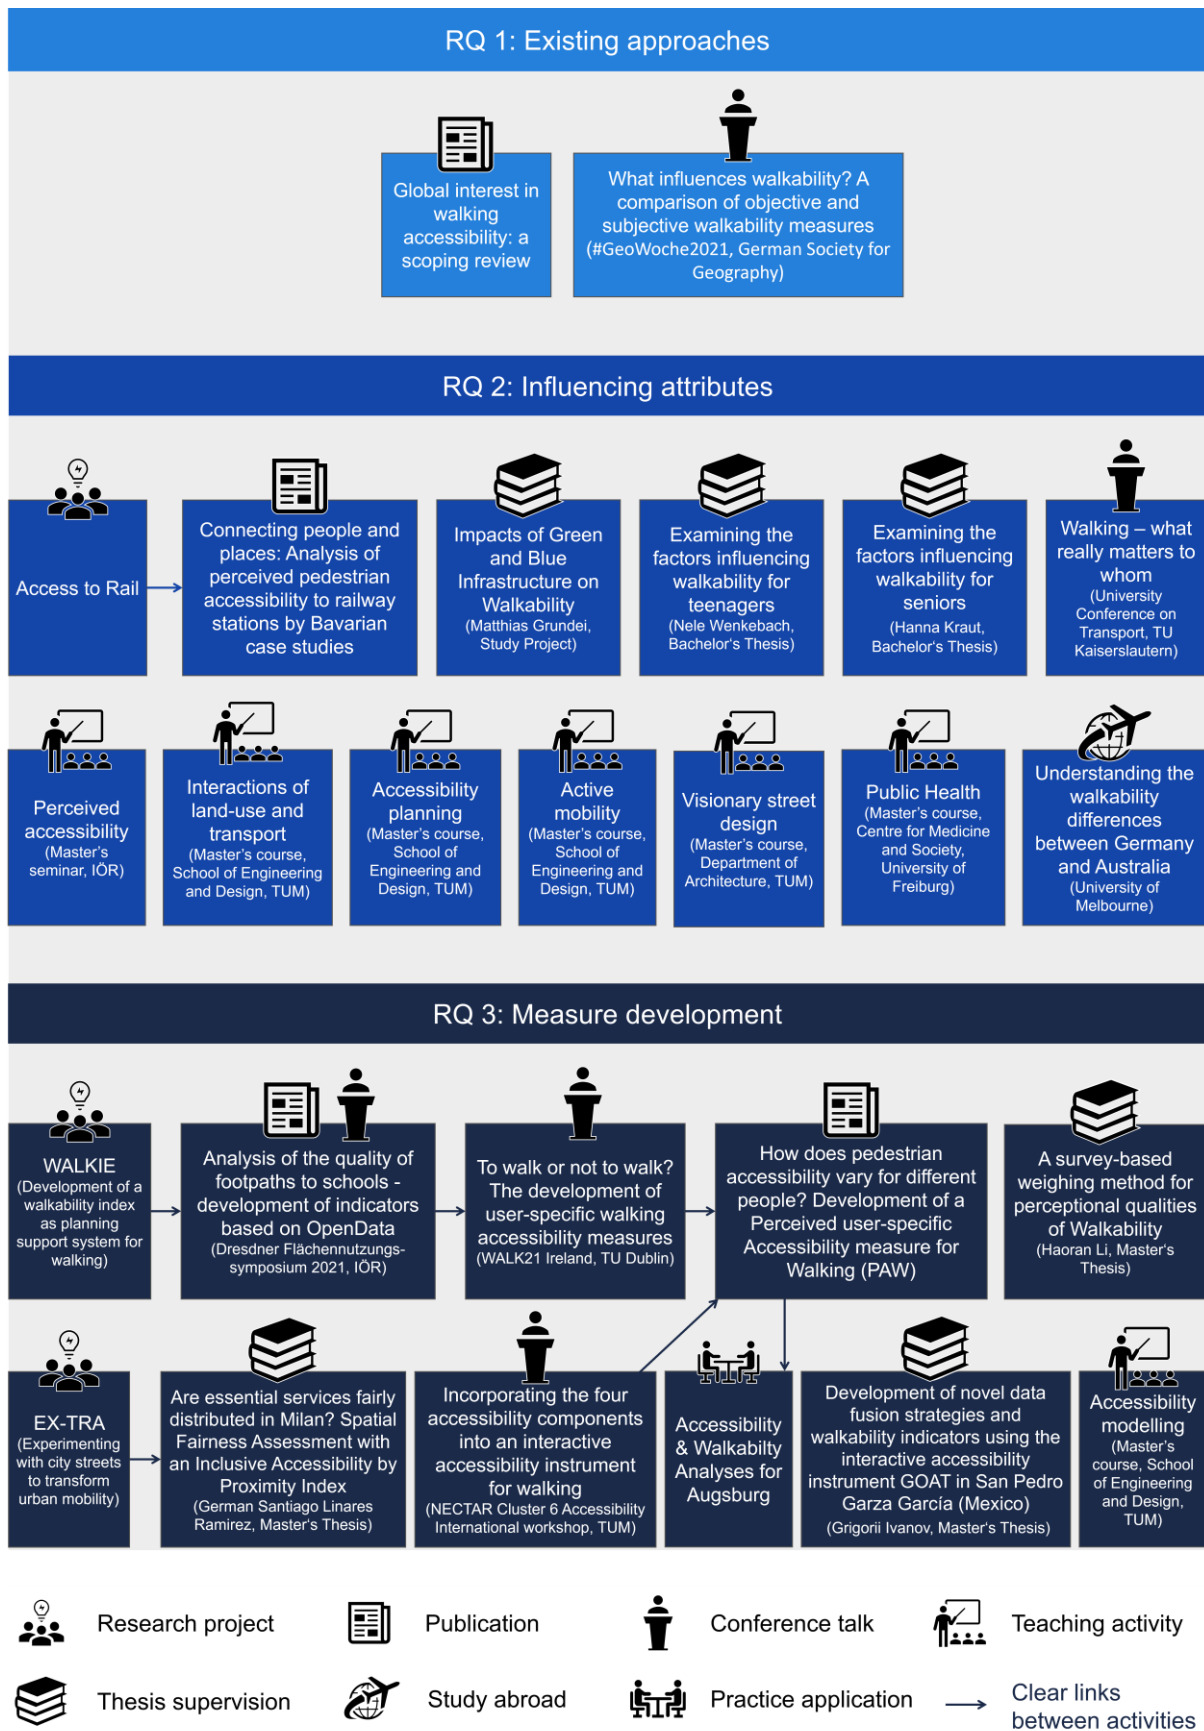 RQ 1: Existing approaches
Global interest in
walking
accessibility: a
scoping review
What influences walkability? A
comparison of objective and
subjective walkability measures
(#GeoWoche2021, German Society for
Geography)
RQ 2: Influencing attributes
Access to Rail
Connecting people and
places: Analysis of
perceived pedestrian
accessibility to railway
stations by Bavarian
case studies
Impacts of Green
and Blue
Infrastructure on
Walkability
(Matthias Grundei,
Study Project)
Examining the
factors influencing
walkability for
teenagers
(Nele Wenkebach,
Bachelor's Thesis)
Examining the
factors influencing
walkability for
seniors
(Hanna Kraut,
Bachelor's Thesis)
Walking – what
really matters to
whom
(University
Conference on
Transport, TU
Kaiserslautern)
Perceived
accessibility
(Master's
seminar, IÖR)
Interactions of
land-use and
transport
(Master's course,
School of Engineering
and Design, TUM)
Accessibility
planning
(Master's course,
School of
Engineering and
Design, TUM)
Active
mobility
(Master's course,
School of
Engineering and
Design, TUM)
Visionary street
design
(Master's course,
Department of
Architecture, TUM)
Public Health
(Master's course,
Centre for Medicine
and Society,
University of
Freiburg)
Understanding the
walkability
differences
between Germany
and Australia
(University of
Melbourne)
RQ 3: Measure development
WALKIE
(Development of a
walkability index
as planning
support system for
walking)
Analysis of the quality of
footpaths to schools -
development of indicators
based on OpenData
(Dresdner Flächennutzungs-
symposium 2021, IÖR)
To walk or not to walk?
The development of
user-specific walking
accessibility measures
(WALK21 Ireland, TU Dublin)
How does pedestrian
accessibility vary for different
people? Development of a
Perceived user-specific
Accessibility measure for
Walking (PAW)
A survey-based
weighing method for
perceptional qualities
of Walkability
(Haoran Li, Master's
Thesis)
EX-TRA
(Experimenting
with city streets
to transform
urban mobility)
Are essential services fairly
distributed in Milan? Spatial
Fairness Assessment with
an Inclusive Accessibility by
Proximity Index
(German Santiago Linares
Ramirez, Master's Thesis)
Incorporating the four
accessibility components
into an interactive
accessibility instrument
for walking
(NECTAR Cluster 6 Accessibility
International workshop, TUM)
Accessibility
& Walkabilty
Analyses for
Augsburg
Development of novel data
fusion strategies and
walkability indicators using the
interactive accessibility
instrument GOAT in San Pedro
Garza García (Mexico)
(Grigorii Ivanov, Master's Thesis)
Accessibility
modelling
(Master's
course, School
of Engineering
and Design,
TUM)
Research project
Publication
Conference talk
Teaching activity
Thesis supervision
Study abroad
Practice application
Clear links
between activities